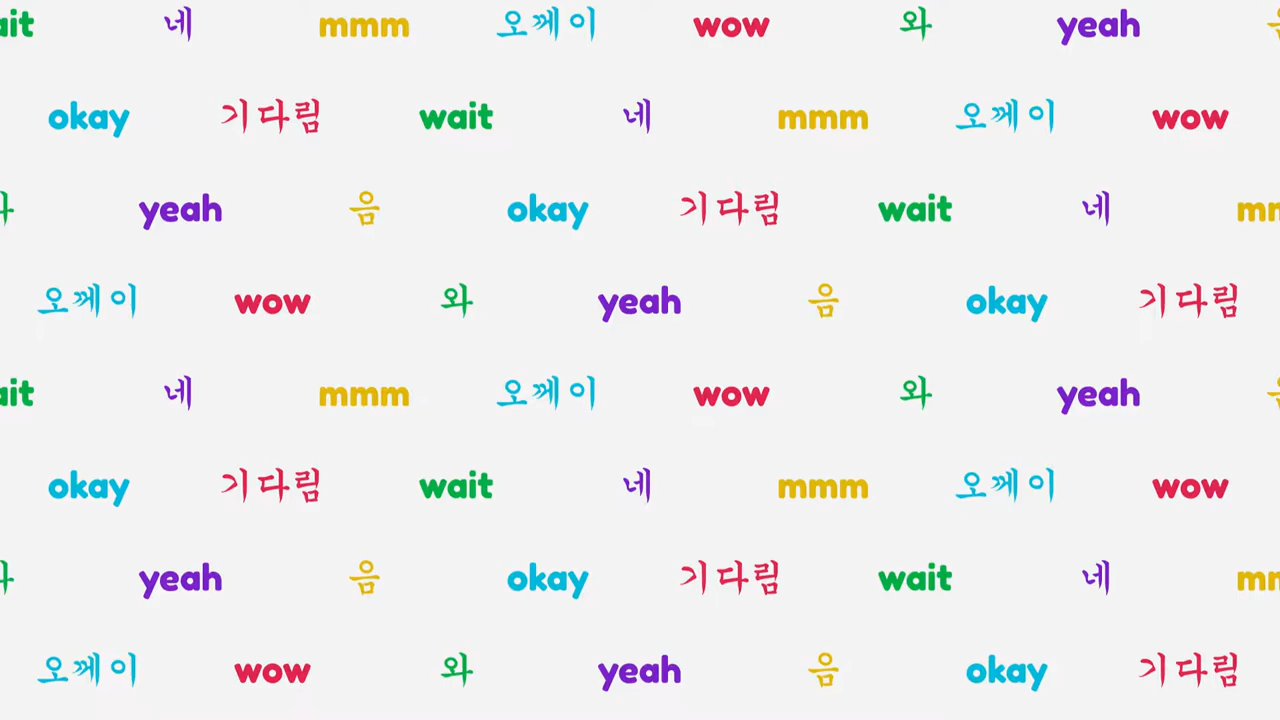 ait 네 mmm 오께이 wow 와 yeah
okay 기다림 wait 네 mmm 오께이 wow
yeah 음 okay 기다림 wait 네 mm
오께이 wow 와 yeah 음 okay 기다림
ait 네 mmm 오께이 wow 와 yeah
okay 기다림 wait 네 mmm 오께이 wow
yeah 음 okay 기다림 wait 네 mm
오께이 wow 와 yeah 음 okay 기다림